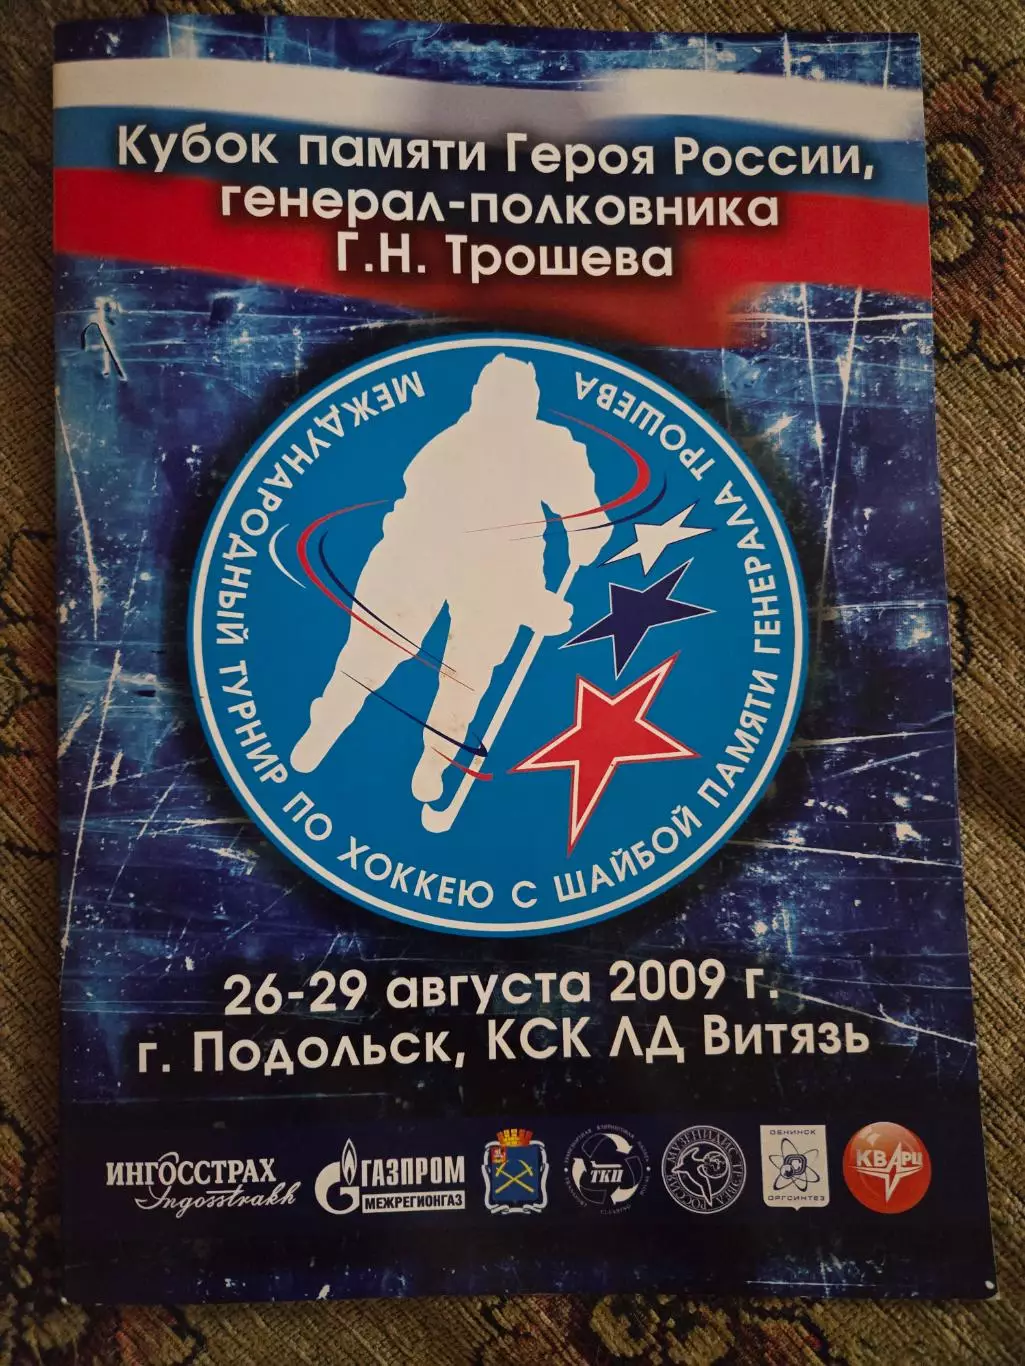 Кубок памяти Героя России,
генерал-полковника
Г.Н. Трошева
МЕЖДУНАРОДНЫЙ ТУРНИР ПО ХОККЕЮ С ШАЙБОЙ ПАМЯТИ ГЕНЕРАЛА ТРОШЕВА
26-29 августа 2009 г.
г. Подольск, КСК ЛД Витязь
ИНГОССТРАХ
Ingosstrakh
ГАЗПРОМ
МЕЖРЕГИОНГАЗ
ТКЦ
ОБНИНСК
ОРГСИНТЕЗ
КВАРЦ